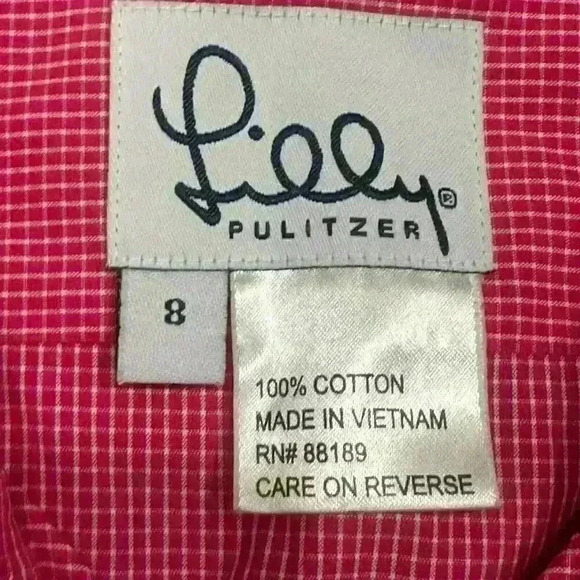 Lilly®
PULITZER
8
100% COTTON
MADE IN VIETNAM
RN# 88189
CARE ON REVERSE